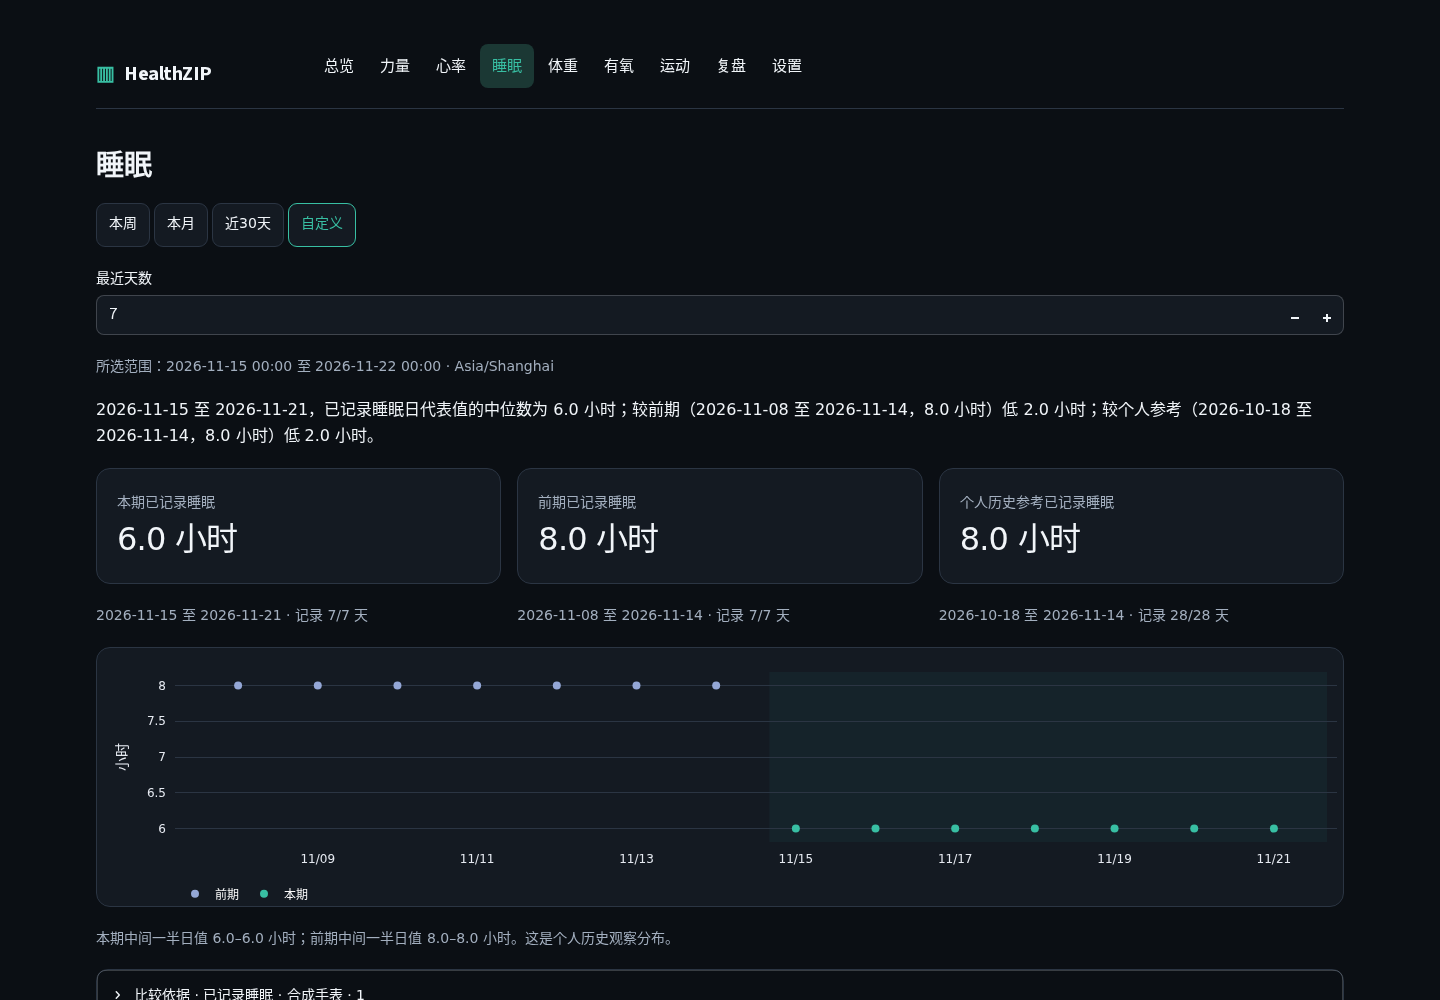 HealthZIP
总览 力量 心率 睡眠 体重 有氧 运动 复盘 设置
睡眠
本周 本月 近30天 自定义
最近天数
7 − +
所选范围：2026-11-15 00:00 至 2026-11-22 00:00 · Asia/Shanghai
2026-11-15 至 2026-11-21，已记录睡眠日代表值的中位数为 6.0 小时；较前期（2026-11-08 至 2026-11-14，8.0 小时）低 2.0 小时；较个人参考（2026-10-18 至
2026-11-14，8.0 小时）低 2.0 小时。
本期已记录睡眠 前期已记录睡眠 个人历史参考已记录睡眠
6.0 小时 8.0 小时 8.0 小时
2026-11-15 至 2026-11-21 · 记录 7/7 天 2026-11-08 至 2026-11-14 · 记录 7/7 天 2026-10-18 至 2026-11-14 · 记录 28/28 天
8
7.5
7
6.5
6
小时
11/09 11/11 11/13 11/15 11/17 11/19 11/21
前期 本期
本期中间一半日值 6.0–6.0 小时；前期中间一半日值 8.0–8.0 小时。这是个人历史观察分布。
比较依据 · 已记录睡眠 · 合成手表 · 1